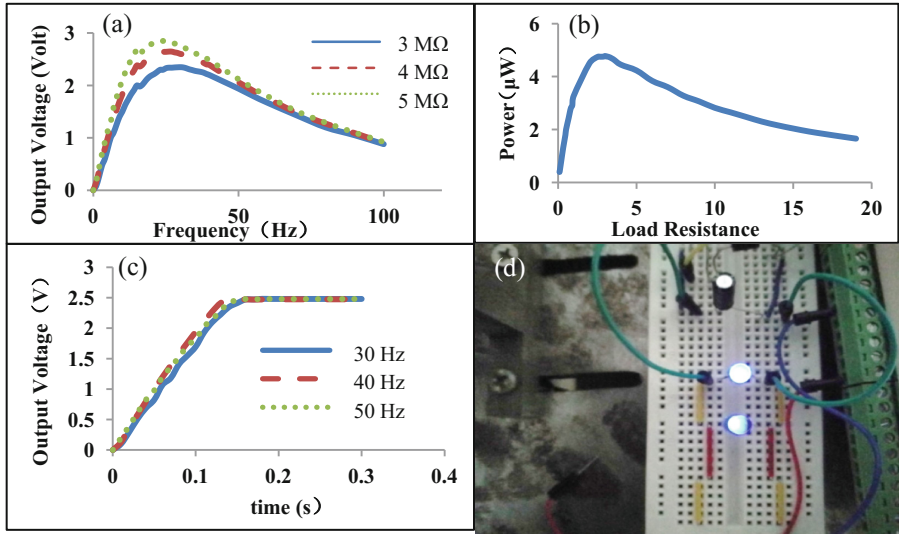 (a)
Output Voltage (Volt)
3
2
1
0
0
50
100
Frequency (Hz)
3 MΩ
4 MΩ
5 MΩ
(b)
Power(μW)
6
4
2
0
0
5
10
15
20
Load Resistance
(c)
Output Voltage (V)
3
2.5
2
1.5
1
0.5
0
0
0.1
0.2
0.3
0.4
time (s)
30 Hz
40 Hz
50 Hz
(d)